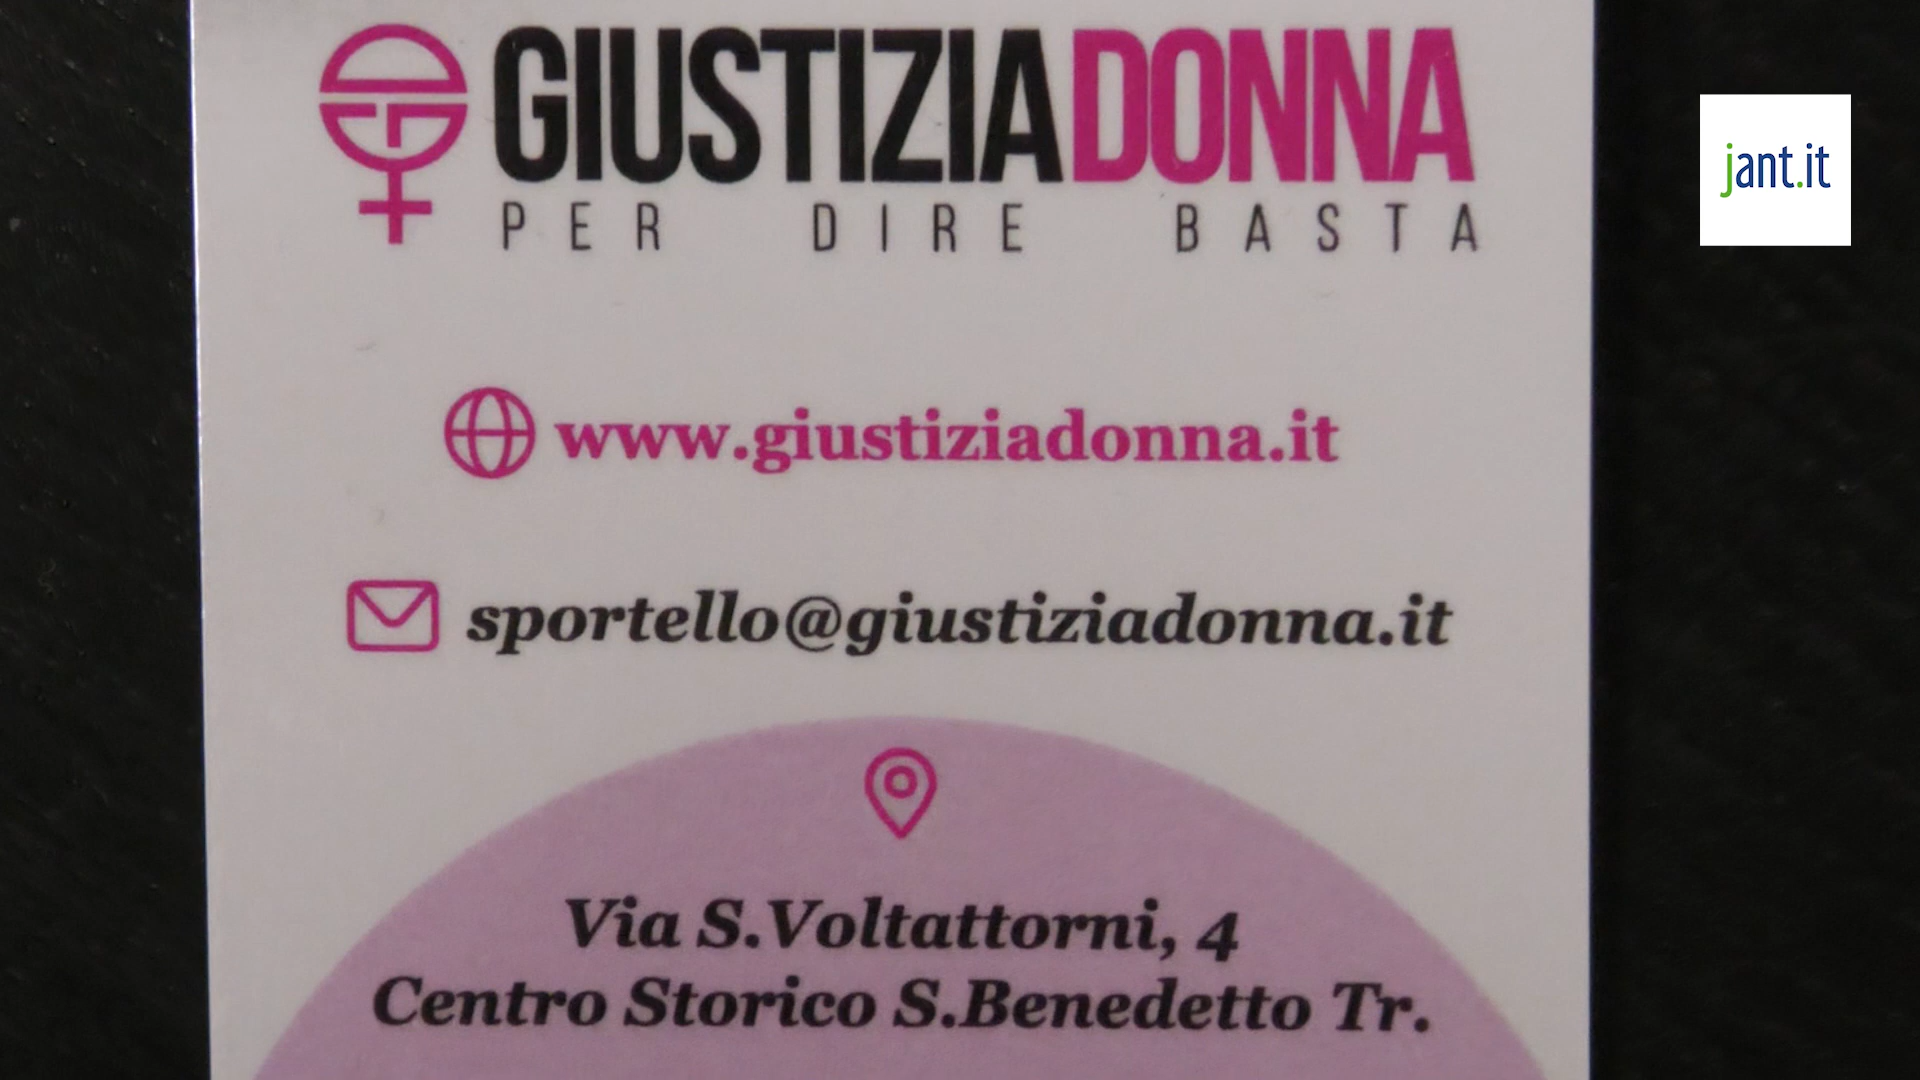 GIUSTIZIADONNA
PER DIRE BASTA
www.giustiziadonna.it
sportello@giustiziadonna.it
Via S.Voltattorni, 4
Centro Storico S.Benedetto Tr.
jant.it